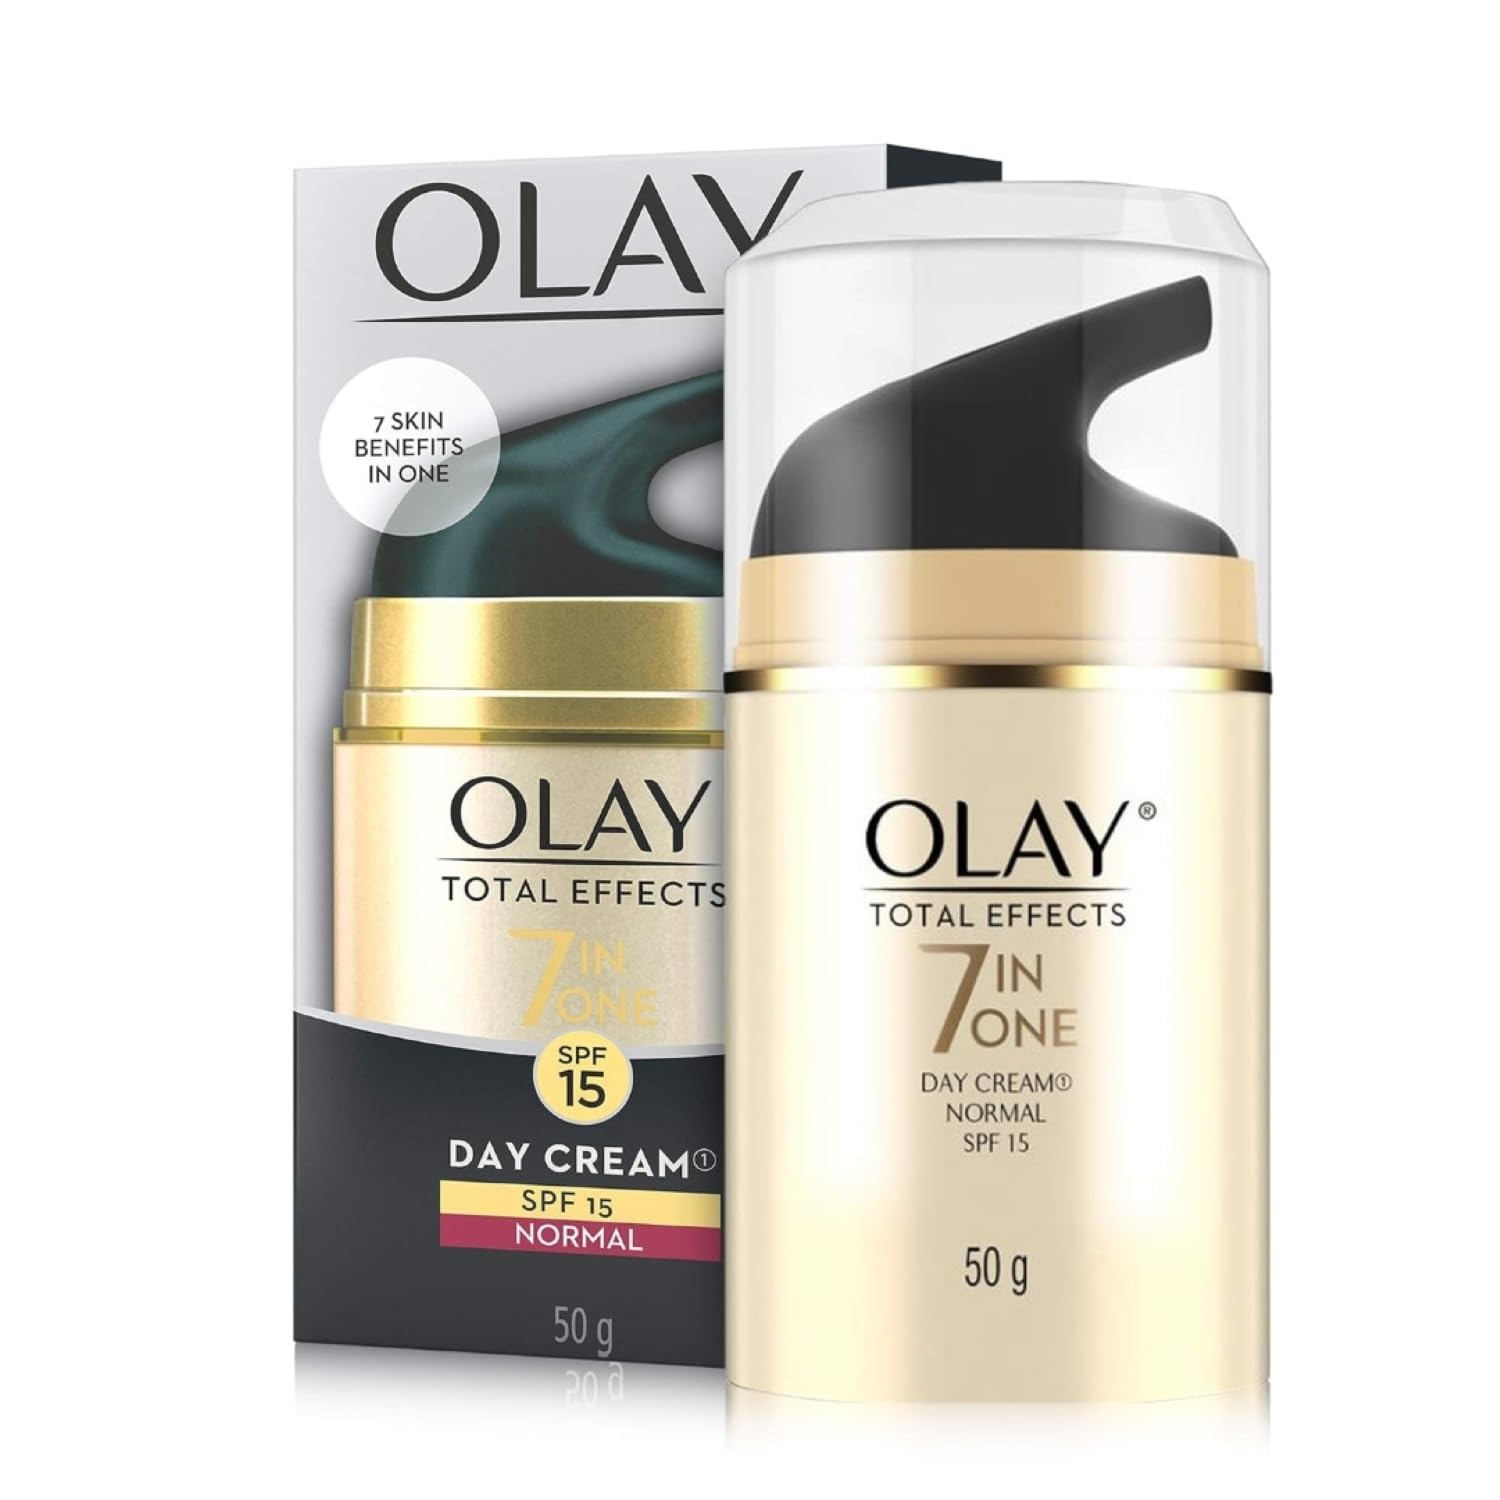 OLAY
7 SKIN
BENEFITS
IN ONE
OLAY
TOTAL EFFECTS
7 IN
ONE
SPF
15
DAY CREAM①
SPF 15
NORMAL
50 g
OLAY®
TOTAL EFFECTS
7 IN
ONE
DAY CREAM①
NORMAL
SPF 15
50 g